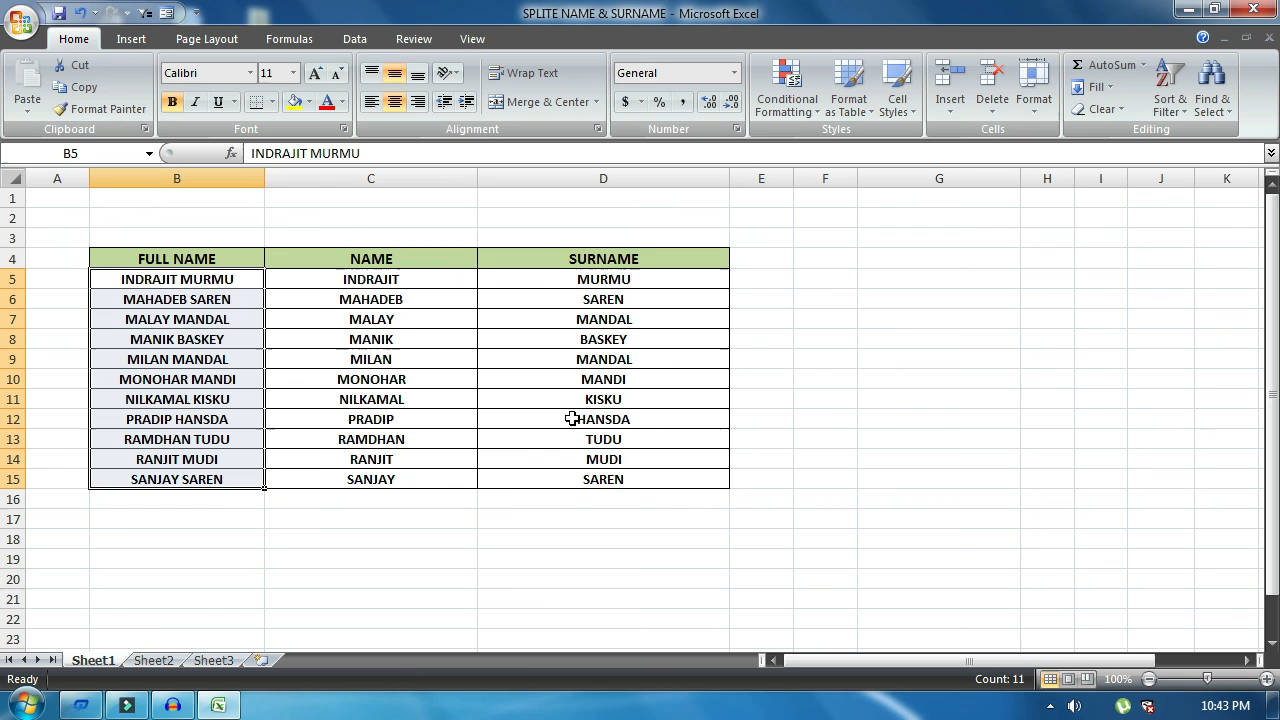 SPLITE NAME & SURNAME - Microsoft Excel
Home Insert Page Layout Formulas Data Review View
Paste Cut Copy Format Painter Clipboard
Calibri 11 B I U A A A Font
Wrap Text Merge & Center Alignment
General $ % , .0 .00 .00 .0 Number
Conditional Formatting Format as Table Cell Styles Styles
Insert Delete Format Cells
Σ AutoSum Fill Clear Sort & Filter Find & Select Editing
B5 fx INDRAJIT MURMU
A B C D E F G H I J K
1
2
3
4 FULL NAME NAME SURNAME
5 INDRAJIT MURMU INDRAJIT MURMU
6 MAHADEB SAREN MAHADEB SAREN
7 MALAY MANDAL MALAY MANDAL
8 MANIK BASKEY MANIK BASKEY
9 MILAN MANDAL MILAN MANDAL
10 MONOHAR MANDI MONOHAR MANDI
11 NILKAMAL KISKU NILKAMAL KISKU
12 PRADIP HANSDA PRADIP HANSDA
13 RAMDHAN TUDU RAMDHAN TUDU
14 RANJIT MUDI RANJIT MUDI
15 SANJAY SAREN SANJAY SAREN
16
17
18
19
20
21
22
23
Sheet1 Sheet2 Sheet3
Ready Count: 11 100%
10:43 PM